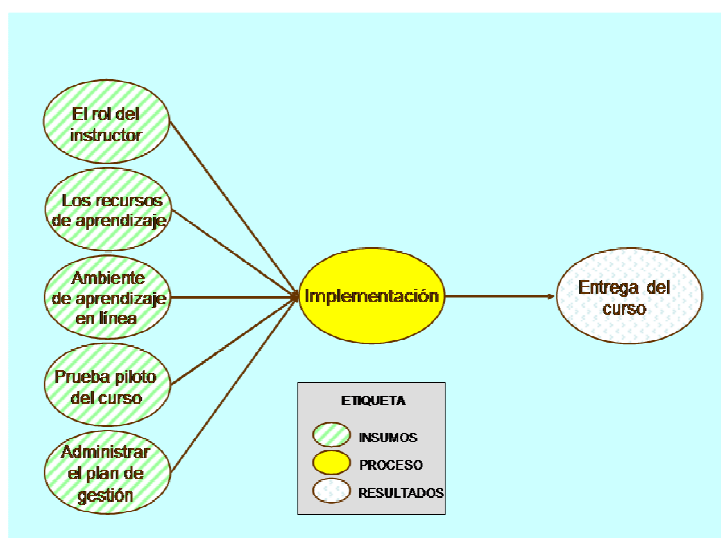 El rol del
instructor
Los recursos
de aprendizaje
Ambiente
de aprendizaje
en línea
Prueba piloto
del curso
Administrar
el plan de
gestión
Implementación
Entrega del
curso
ETIQUETA
INSUMOS
PROCESO
RESULTADOS